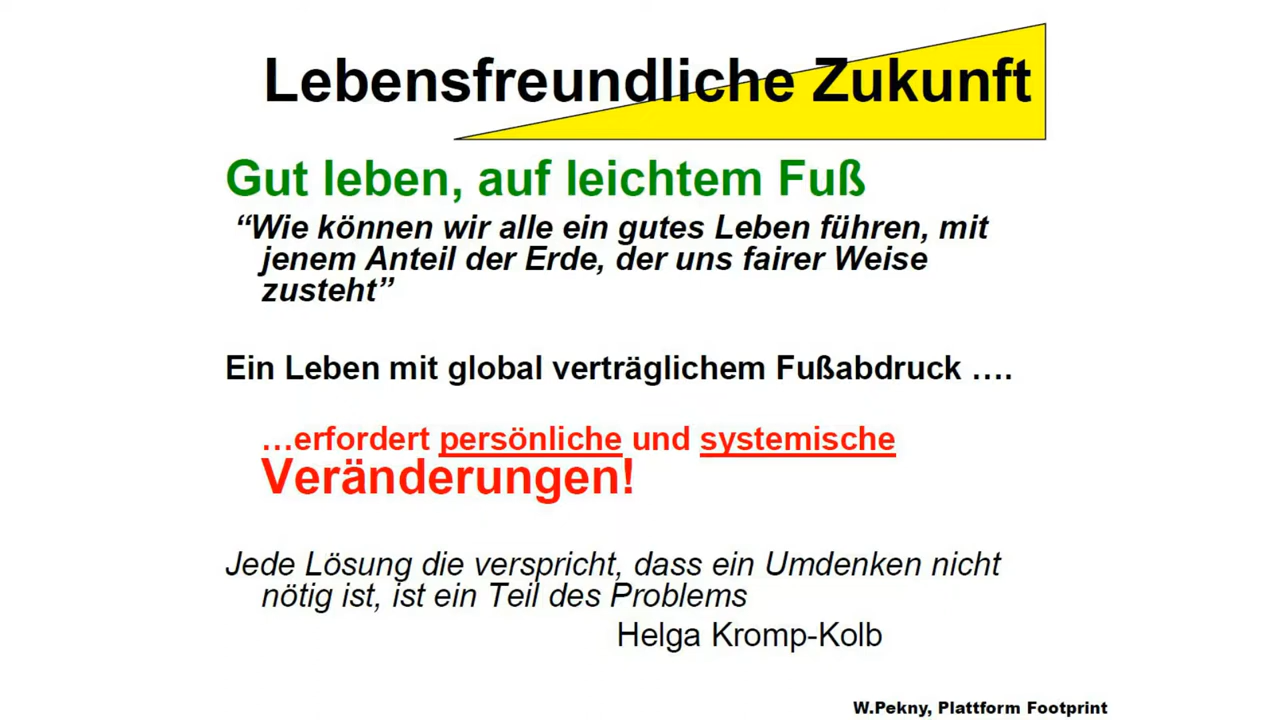 Lebensfreundliche Zukunft
Gut leben, auf leichtem Fuß
“Wie können wir alle ein gutes Leben führen, mit
jenem Anteil der Erde, der uns fairer Weise
zusteht”
Ein Leben mit global verträglichem Fußabdruck ….
…erfordert persönliche und systemische
Veränderungen!
Jede Lösung die verspricht, dass ein Umdenken nicht
nötig ist, ist ein Teil des Problems
Helga Kromp-Kolb
W.Pekny, Plattform Footprint